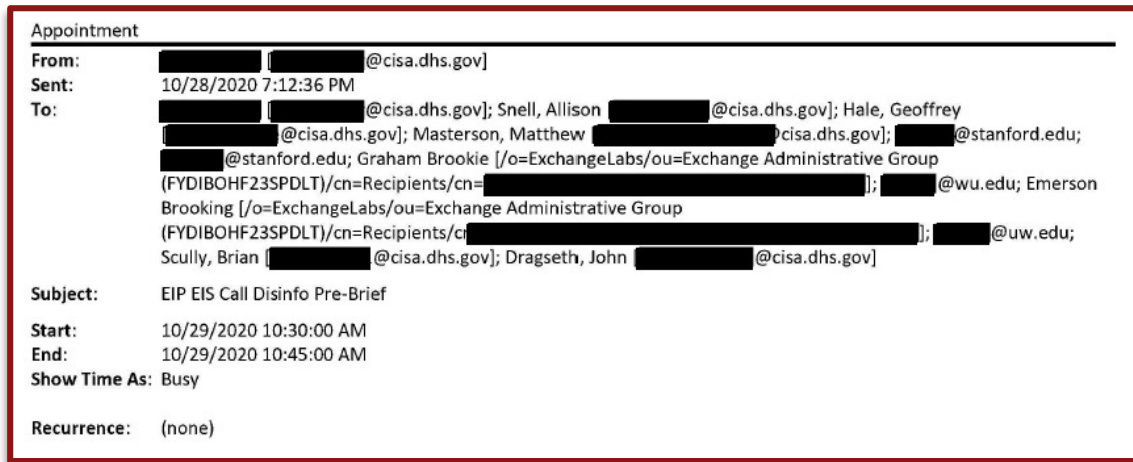 Appointment
From: [ @cisa.dhs.gov]
Sent: 10/28/2020 7:12:36 PM
To: [ @cisa.dhs.gov]; Snell, Allison [ @cisa.dhs.gov]; Hale, Geoffrey
[ @cisa.dhs.gov]; Masterson, Matthew [ @cisa.dhs.gov]; @stanford.edu;
@stanford.edu; Graham Brookie [/o=ExchangeLabs/ou=Exchange Administrative Group
(FYDIBOHF23SPDLT)/cn=Recipients/cn= ]; @wu.edu; Emerson
Brooking [/o=ExchangeLabs/ou=Exchange Administrative Group
(FYDIBOHF23SPDLT)/cn=Recipients/c ]; @uw.edu;
Scully, Brian [ @cisa.dhs.gov]; Dragseth, John [ @cisa.dhs.gov]
Subject: EIP EIS Call Disinfo Pre-Brief
Start: 10/29/2020 10:30:00 AM
End: 10/29/2020 10:45:00 AM
Show Time As: Busy
Recurrence: (none)